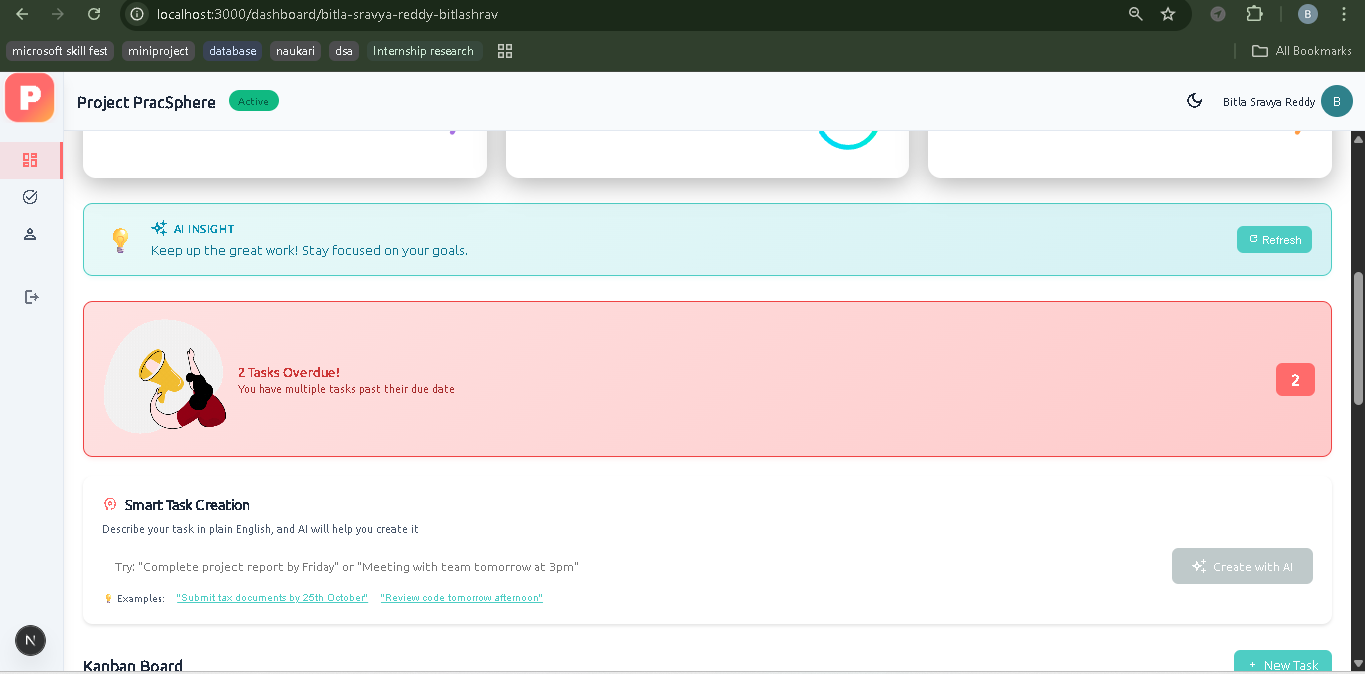 localhost:3000/dashboard/bitla-sravya-reddy-bitlashrav
B
microsoft skill fest
miniproject
database
naukari
dsa
Internship research
All Bookmarks
P
Project PracSphere
Active
Bitla Sravya Reddy
B
AI INSIGHT
Keep up the great work! Stay focused on your goals.
Refresh
2 Tasks Overdue!
You have multiple tasks past their due date
2
Smart Task Creation
Describe your task in plain English, and AI will help you create it
Try: "Complete project report by Friday" or "Meeting with team tomorrow at 3pm"
Create with AI
Examples: "Submit tax documents by 25th October" "Review code tomorrow afternoon"
N
Kanban Board
+ New Task